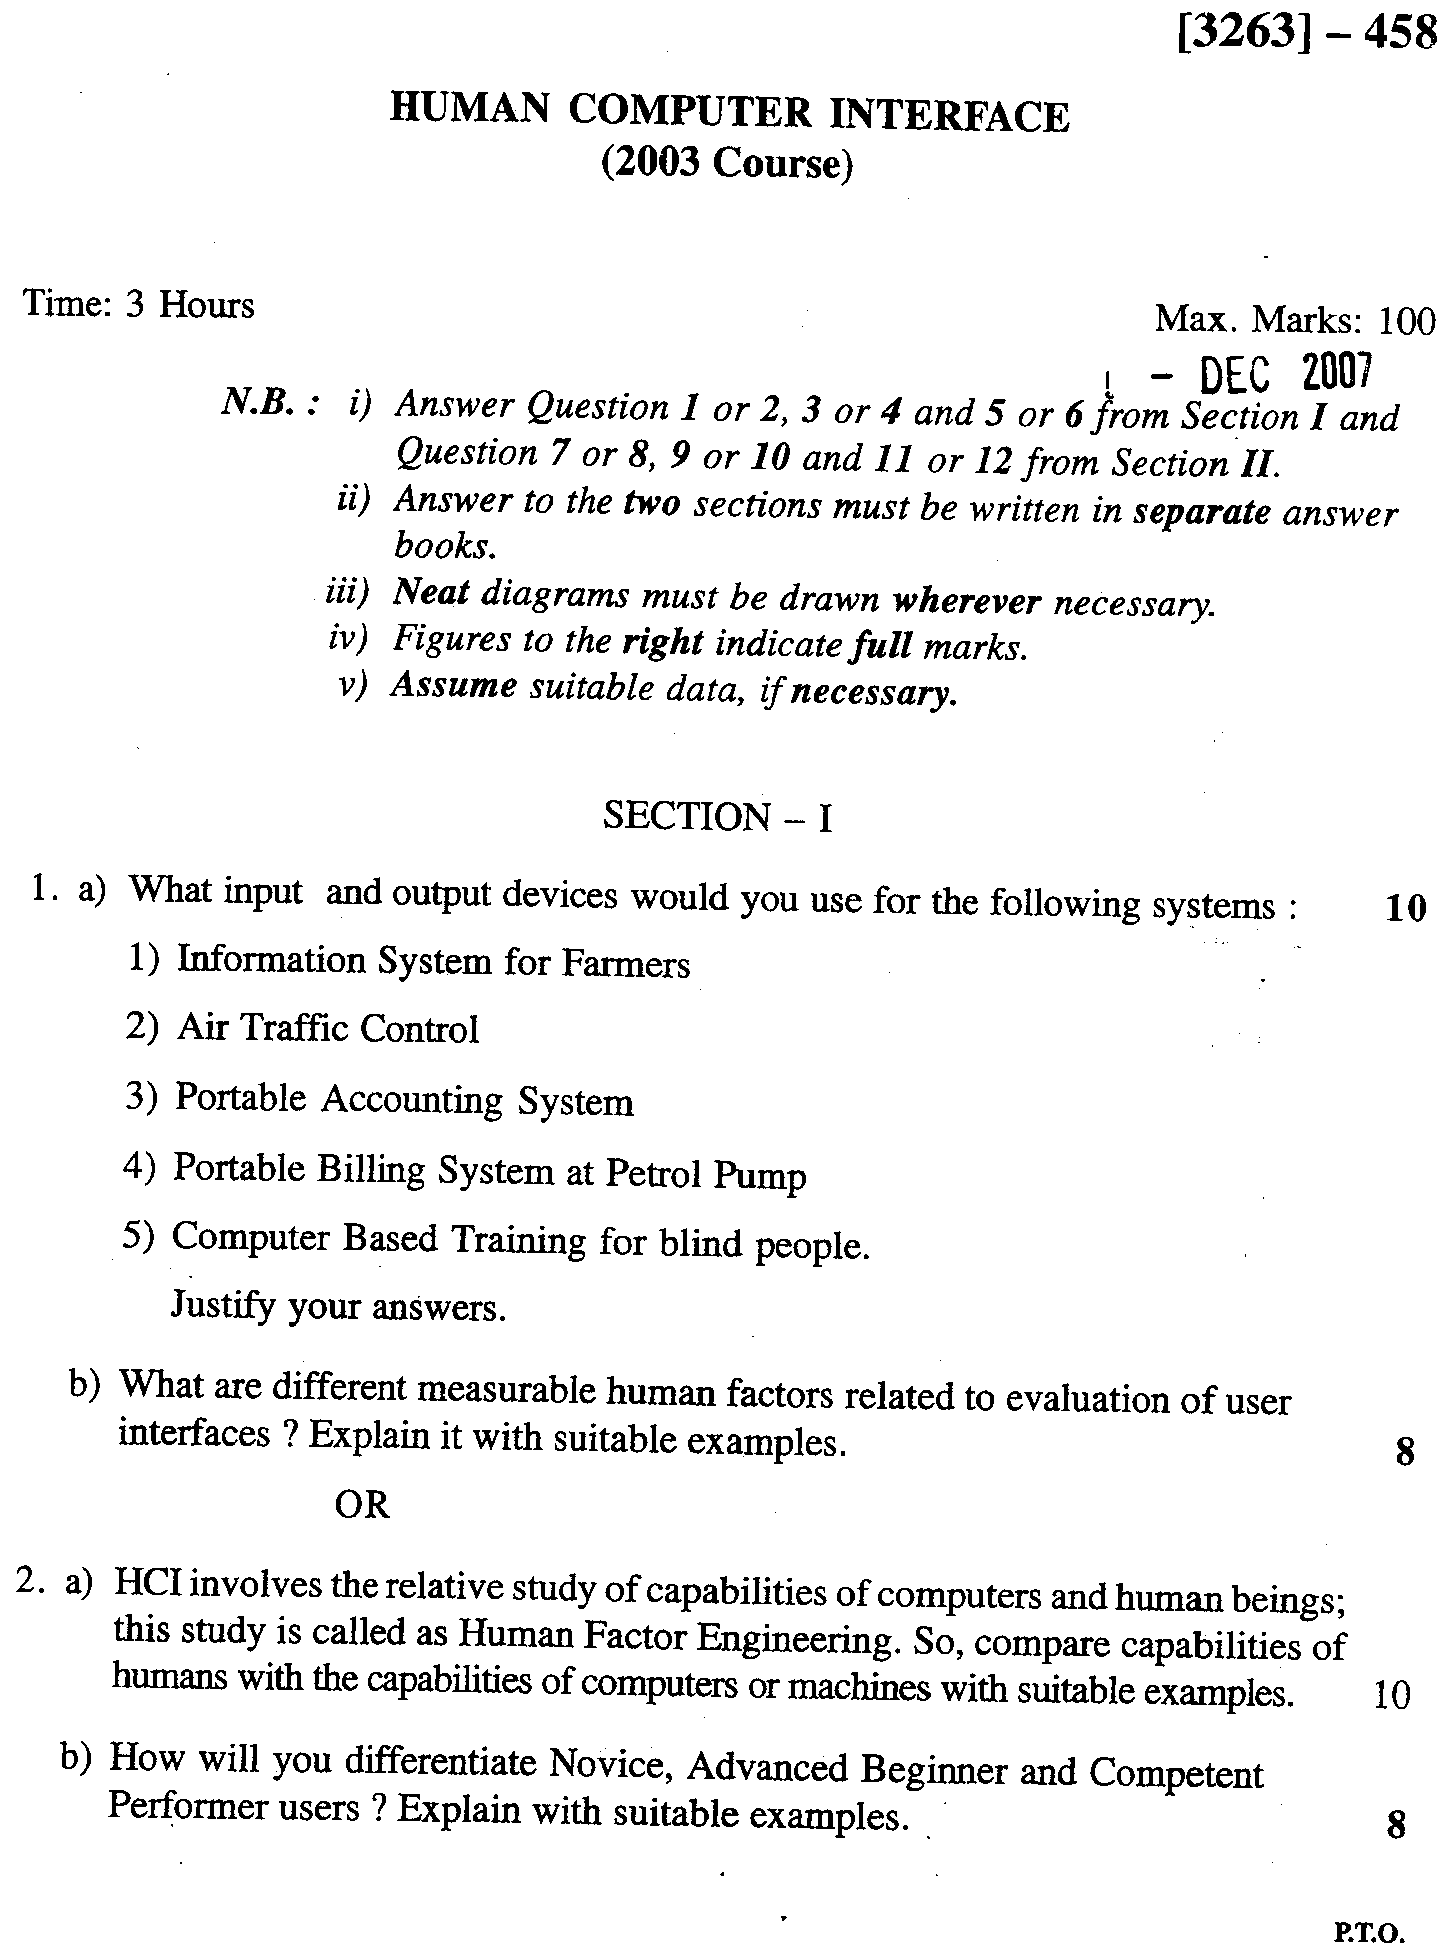 [3263] – 458
HUMAN COMPUTER INTERFACE
(2003 Course)
Time: 3 Hours
Max. Marks: 100
- DEC 2007
N.B. : i) Answer Question 1 or 2, 3 or 4 and 5 or 6 from Section I and
Question 7 or 8, 9 or 10 and 11 or 12 from Section II.
ii) Answer to the two sections must be written in separate answer
books.
iii) Neat diagrams must be drawn wherever necessary.
iv) Figures to the right indicate full marks.
v) Assume suitable data, if necessary.
SECTION – I
1. a) What input and output devices would you use for the following systems : 10
1) Information System for Farmers
2) Air Traffic Control
3) Portable Accounting System
4) Portable Billing System at Petrol Pump
5) Computer Based Training for blind people.
Justify your answers.
b) What are different measurable human factors related to evaluation of user
interfaces ? Explain it with suitable examples. 8
OR
2. a) HCI involves the relative study of capabilities of computers and human beings;
this study is called as Human Factor Engineering. So, compare capabilities of
humans with the capabilities of computers or machines with suitable examples. 10
b) How will you differentiate Novice, Advanced Beginner and Competent
Performer users ? Explain with suitable examples. 8
P.T.O.